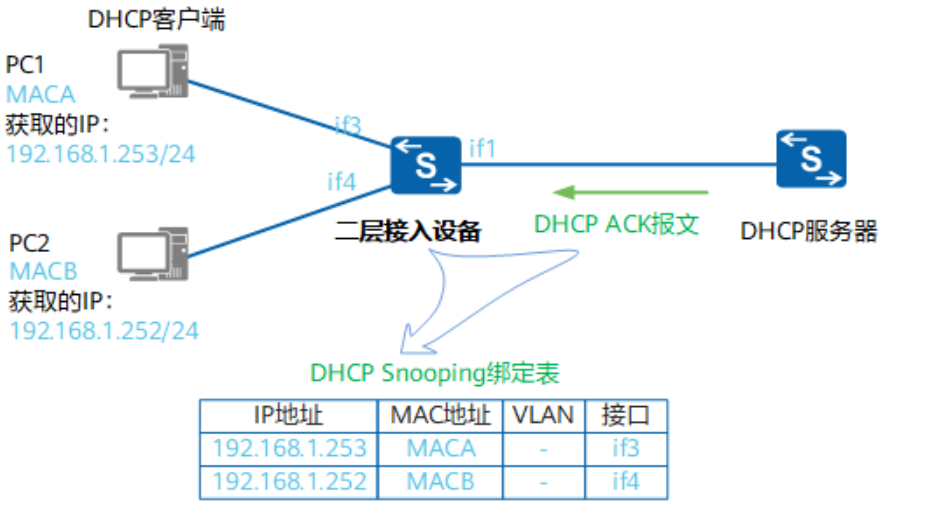 DHCP客户端
PC1
MACA
获取的IP：
192.168.1.253/24
if3
if1
if4
S
S
DHCP ACK报文
二层接入设备
DHCP服务器
PC2
MACB
获取的IP：
192.168.1.252/24
DHCP Snooping绑定表
IP地址 MAC地址 VLAN 接口
192.168.1.253 MACA - if3
192.168.1.252 MACB - if4